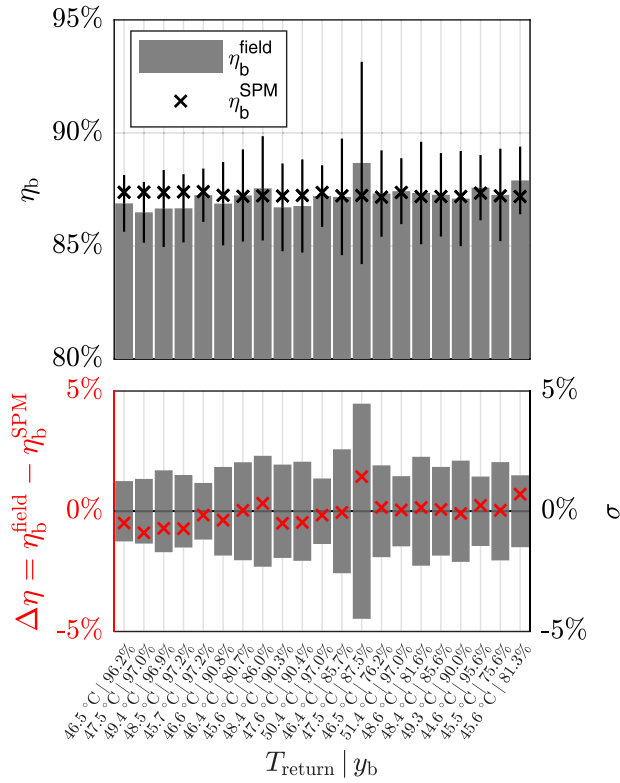 95%
90%
85%
80%
η_b
η_b^field
η_b^SPM
5%
0%
-5%
Δη = η_b^field − η_b^SPM
5%
0%
-5%
σ
46.5 °C | 96.2%
47.5 °C | 97.0%
49.4 °C | 96.9%
48.5 °C | 97.2%
45.7 °C | 97.2%
46.6 °C | 90.8%
46.4 °C | 80.7%
45.6 °C | 86.0%
48.4 °C | 90.3%
47.6 °C | 90.4%
50.4 °C | 97.0%
46.4 °C | 85.7%
47.5 °C | 87.5%
46.5 °C | 76.2%
51.4 °C | 97.0%
48.6 °C | 81.6%
48.4 °C | 85.6%
49.3 °C | 90.0%
44.6 °C | 95.6%
45.5 °C | 75.6%
45.6 °C | 81.3%
T_return | y_b